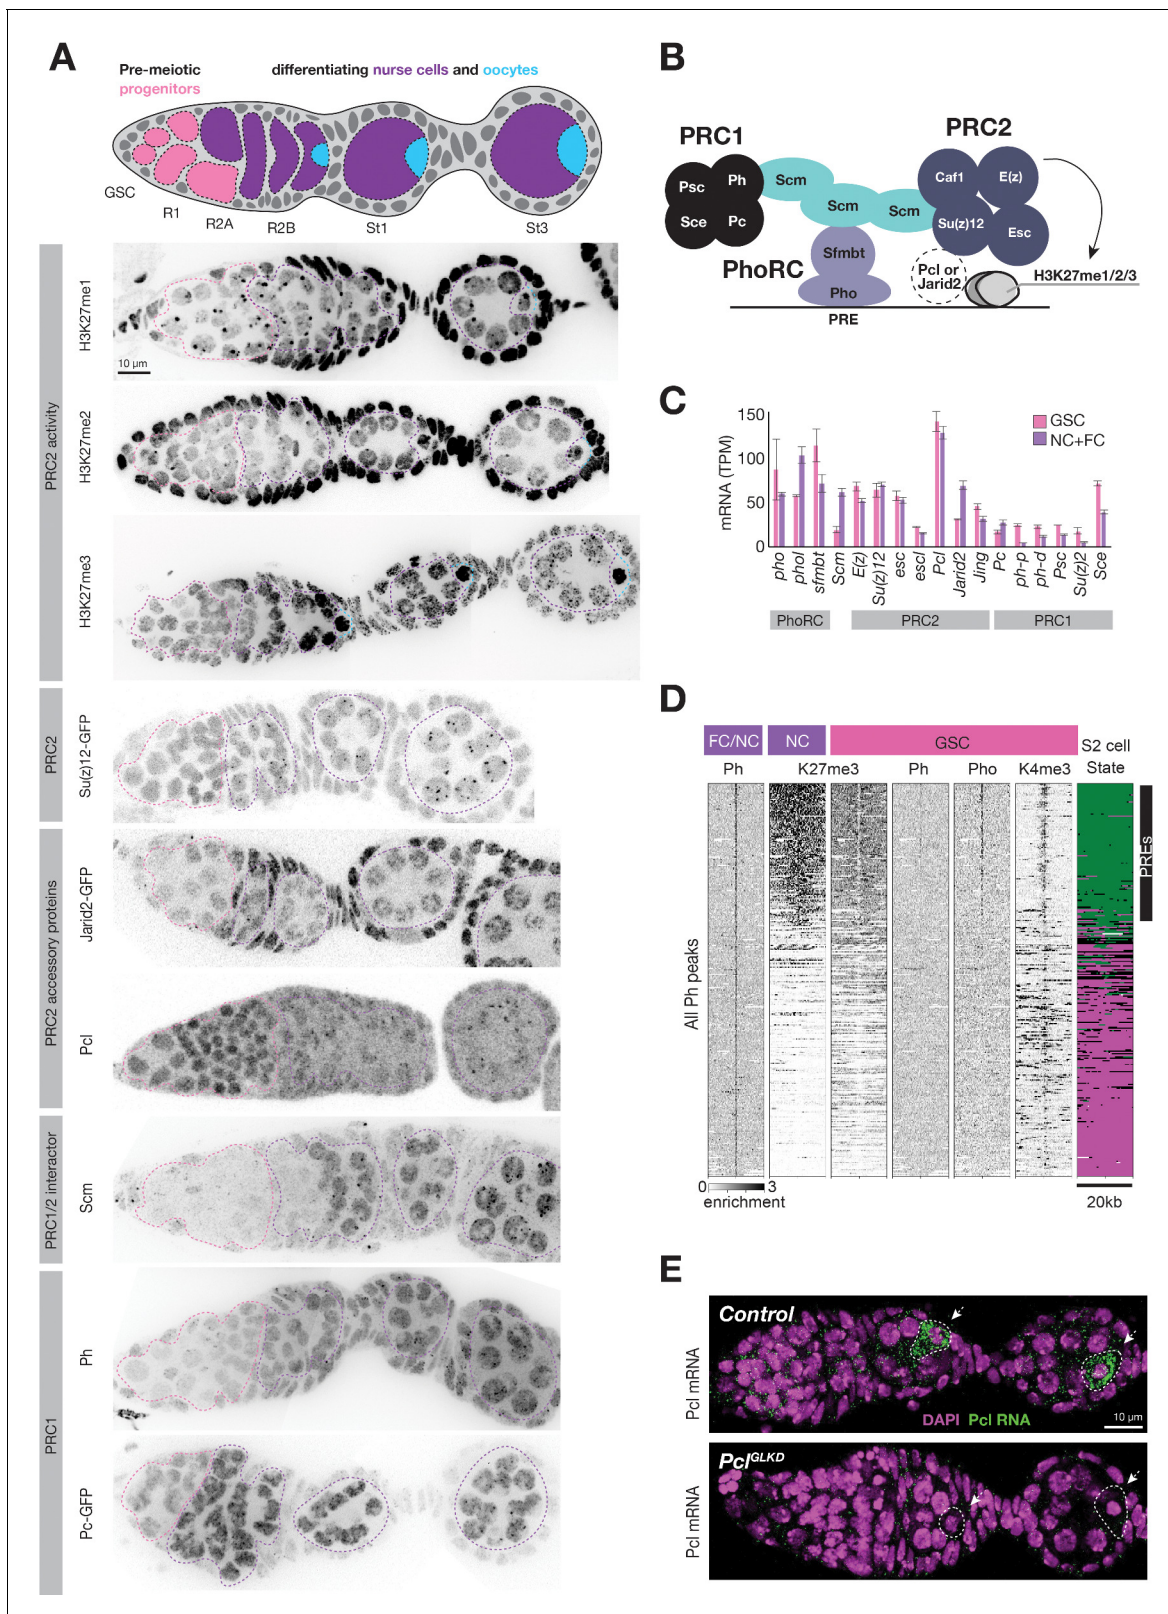 A
Pre-meiotic
progenitors
differentiating nurse cells and oocytes
GSC
R1
R2A
R2B
St1
St3
PRC2 activity
H3K27me1
10 µm
H3K27me2
H3K27me3
PRC2
Su(z)12-GFP
PRC2 accessory proteins
Jarid2-GFP
Pcl
PRC1/2 interactor
Scm
PRC1
Ph
Pc-GFP
B
PRC1
PRC2
Psc
Ph
Sce
Pc
Scm
Scm
Scm
Caf1
E(z)
Su(z)12
Esc
PhoRC
Sfmbt
Pho
Pcl or
Jarid2
H3K27me1/2/3
PRE
C
mRNA (TPM)
150
100
50
0
GSC
NC+FC
pho
phol
sfmbt
Scm
E(z)
Su(z)12
esc
escl
Pcl
Jarid2
Jing
Pc
ph-p
ph-d
Psc
Su(z)2
Sce
PhoRC
PRC2
PRC1
D
FC/NC
NC
GSC
S2 cell
State
Ph
K27me3
Ph
Pho
K4me3
All Ph peaks
PREs
0
3
enrichment
20kb
E
Control
Pcl mRNA
DAPI Pcl RNA
10 µm
Pcl GLKD
Pcl mRNA